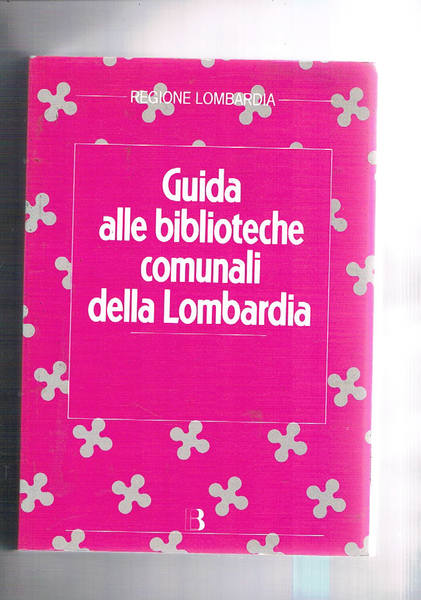 REGIONE LOMBARDIA
Guida
alle biblioteche
comunali
della Lombardia
B